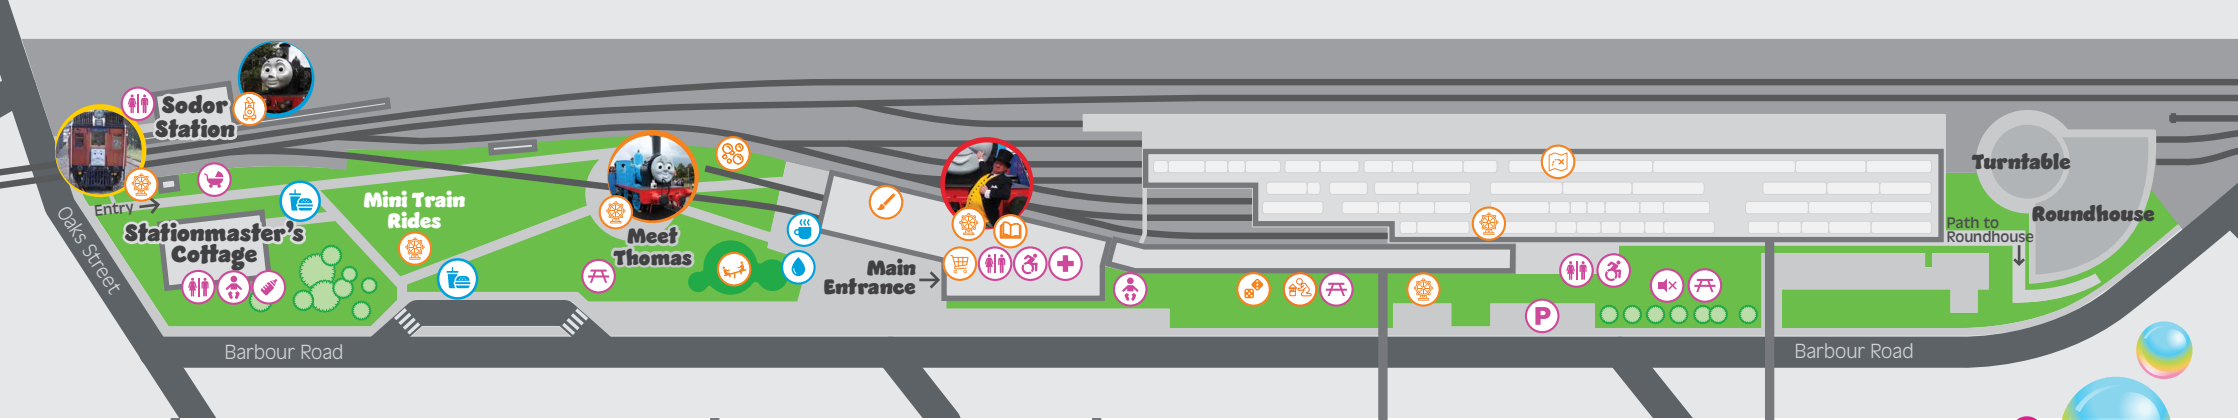 Sodor
Station
Entry
Oaks Street
Stationmaster's
Cottage
Mini Train
Rides
Meet
Thomas
Main
Entrance
P
Turntable
Roundhouse
Path to
Roundhouse
Barbour Road
Barbour Road